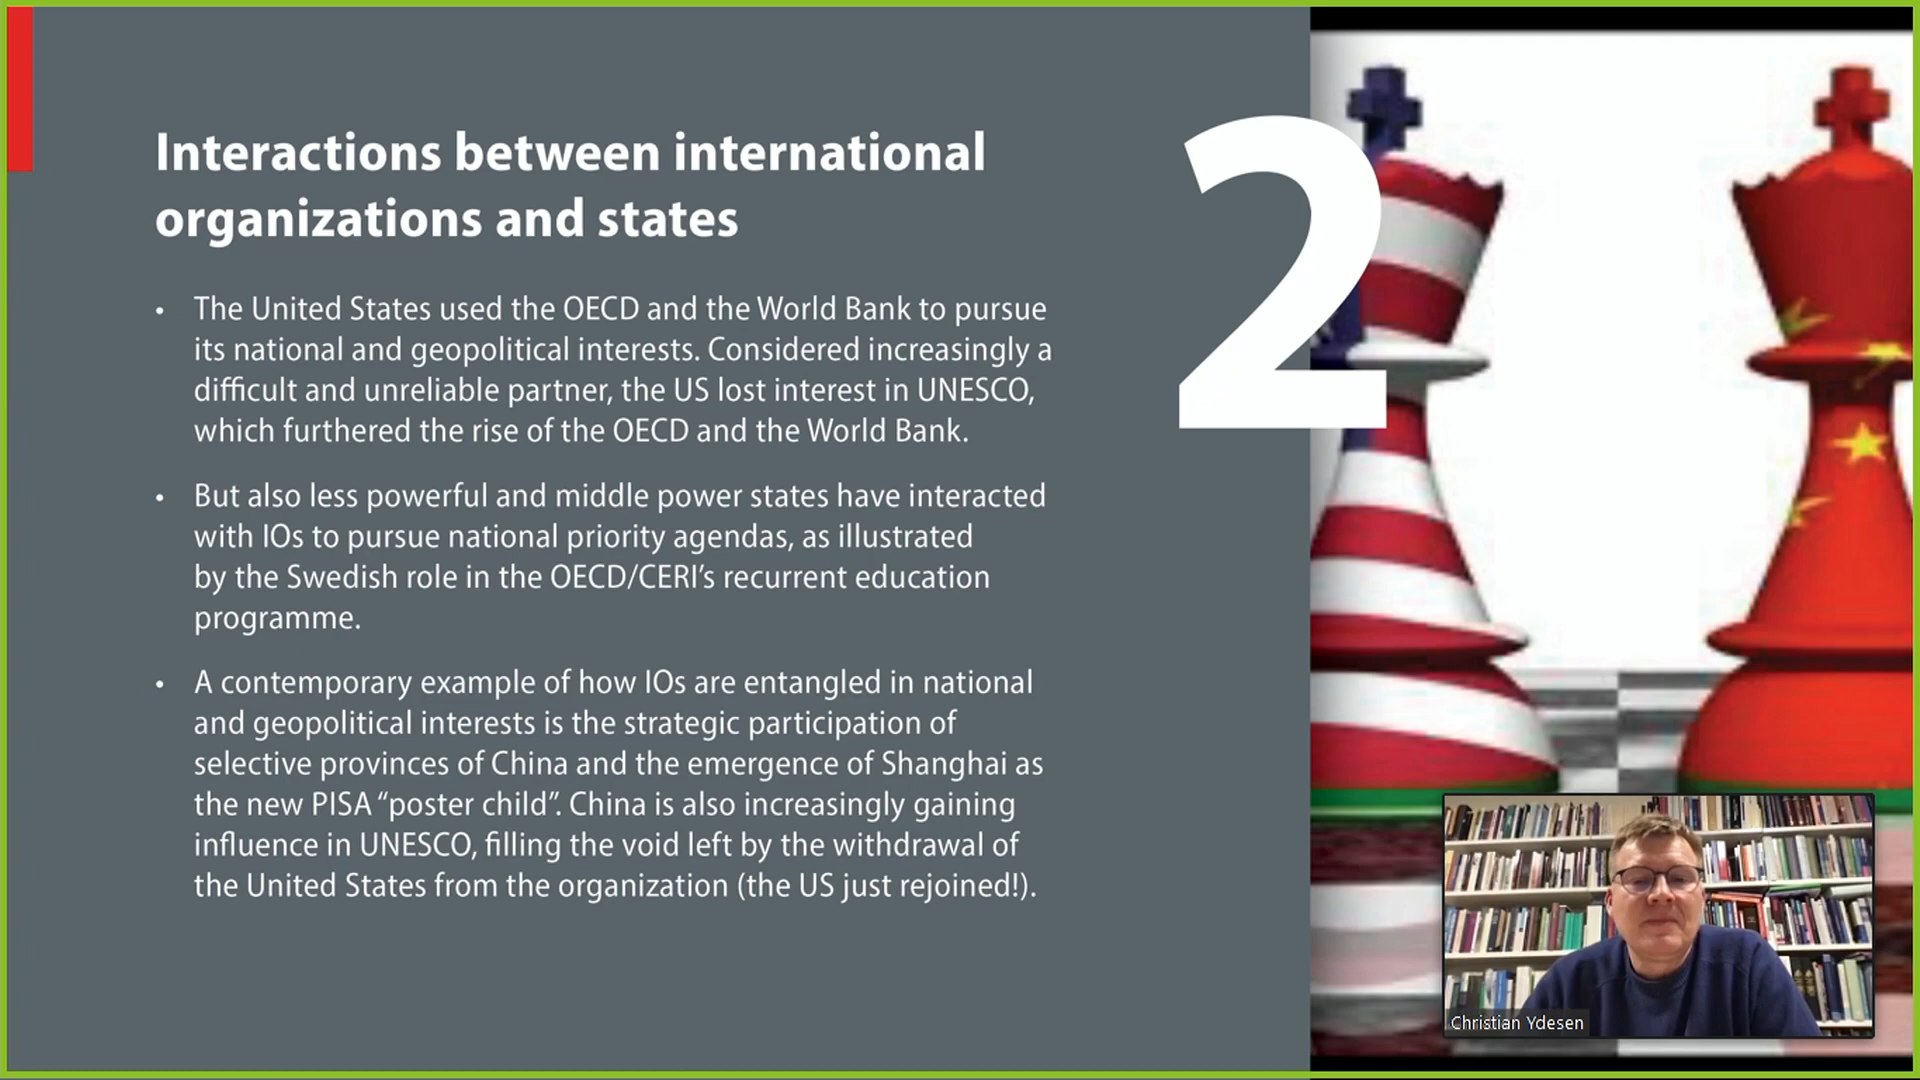 Interactions between international
organizations and states
2
• The United States used the OECD and the World Bank to pursue
its national and geopolitical interests. Considered increasingly a
difficult and unreliable partner, the US lost interest in UNESCO,
which furthered the rise of the OECD and the World Bank.
• But also less powerful and middle power states have interacted
with IOs to pursue national priority agendas, as illustrated
by the Swedish role in the OECD/CERI’s recurrent education
programme.
• A contemporary example of how IOs are entangled in national
and geopolitical interests is the strategic participation of
selective provinces of China and the emergence of Shanghai as
the new PISA “poster child”. China is also increasingly gaining
influence in UNESCO, filling the void left by the withdrawal of
the United States from the organization (the US just rejoined!).
Christian Ydesen